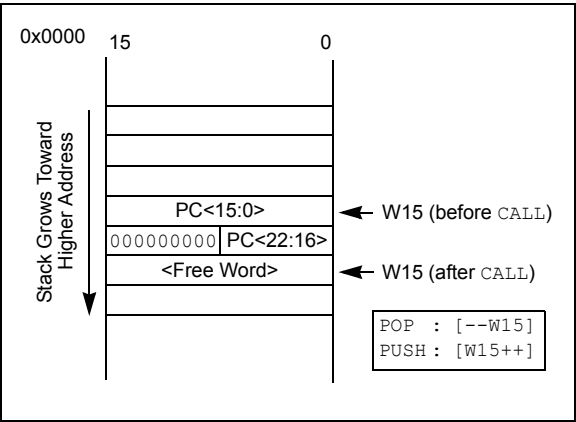 0x0000 15 0
Stack Grows Toward
Higher Address
PC<15:0> W15 (before CALL)
000000000 PC<22:16>
<Free Word> W15 (after CALL)
POP : [--W15]
PUSH : [W15++]